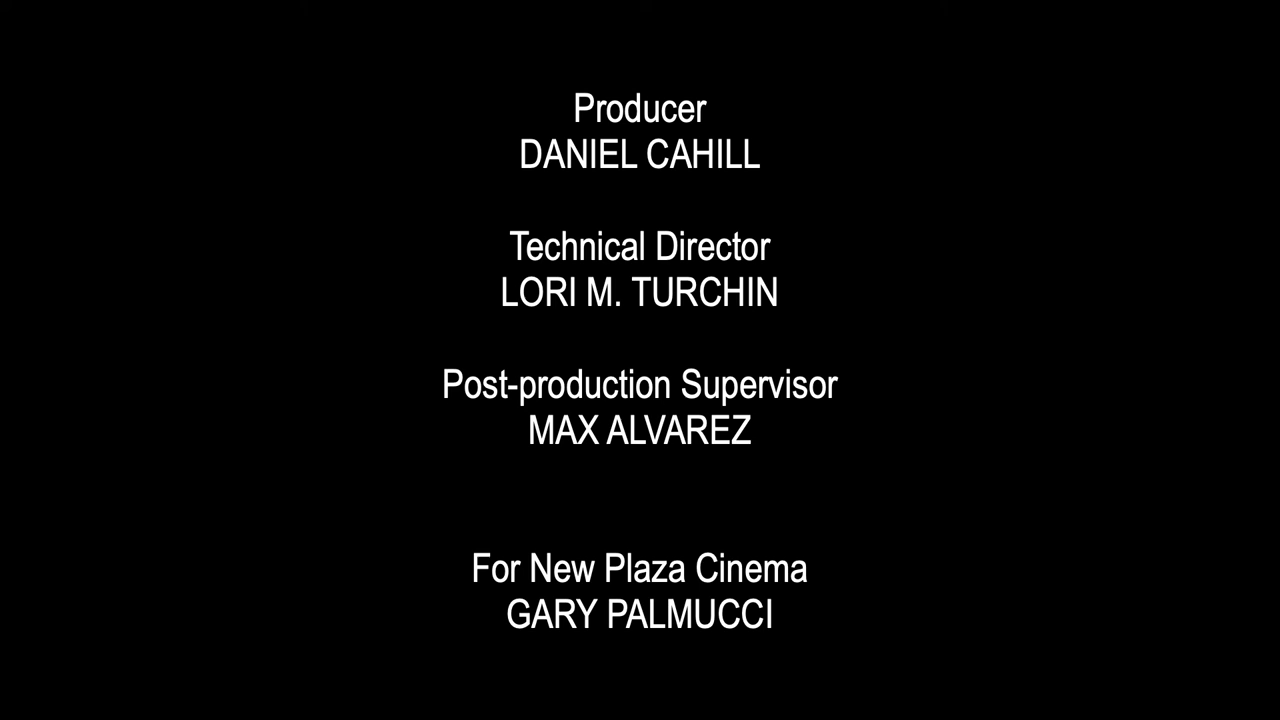 Producer
DANIEL CAHILL
Technical Director
LORI M. TURCHIN
Post-production Supervisor
MAX ALVAREZ
For New Plaza Cinema
GARY PALMUCCI